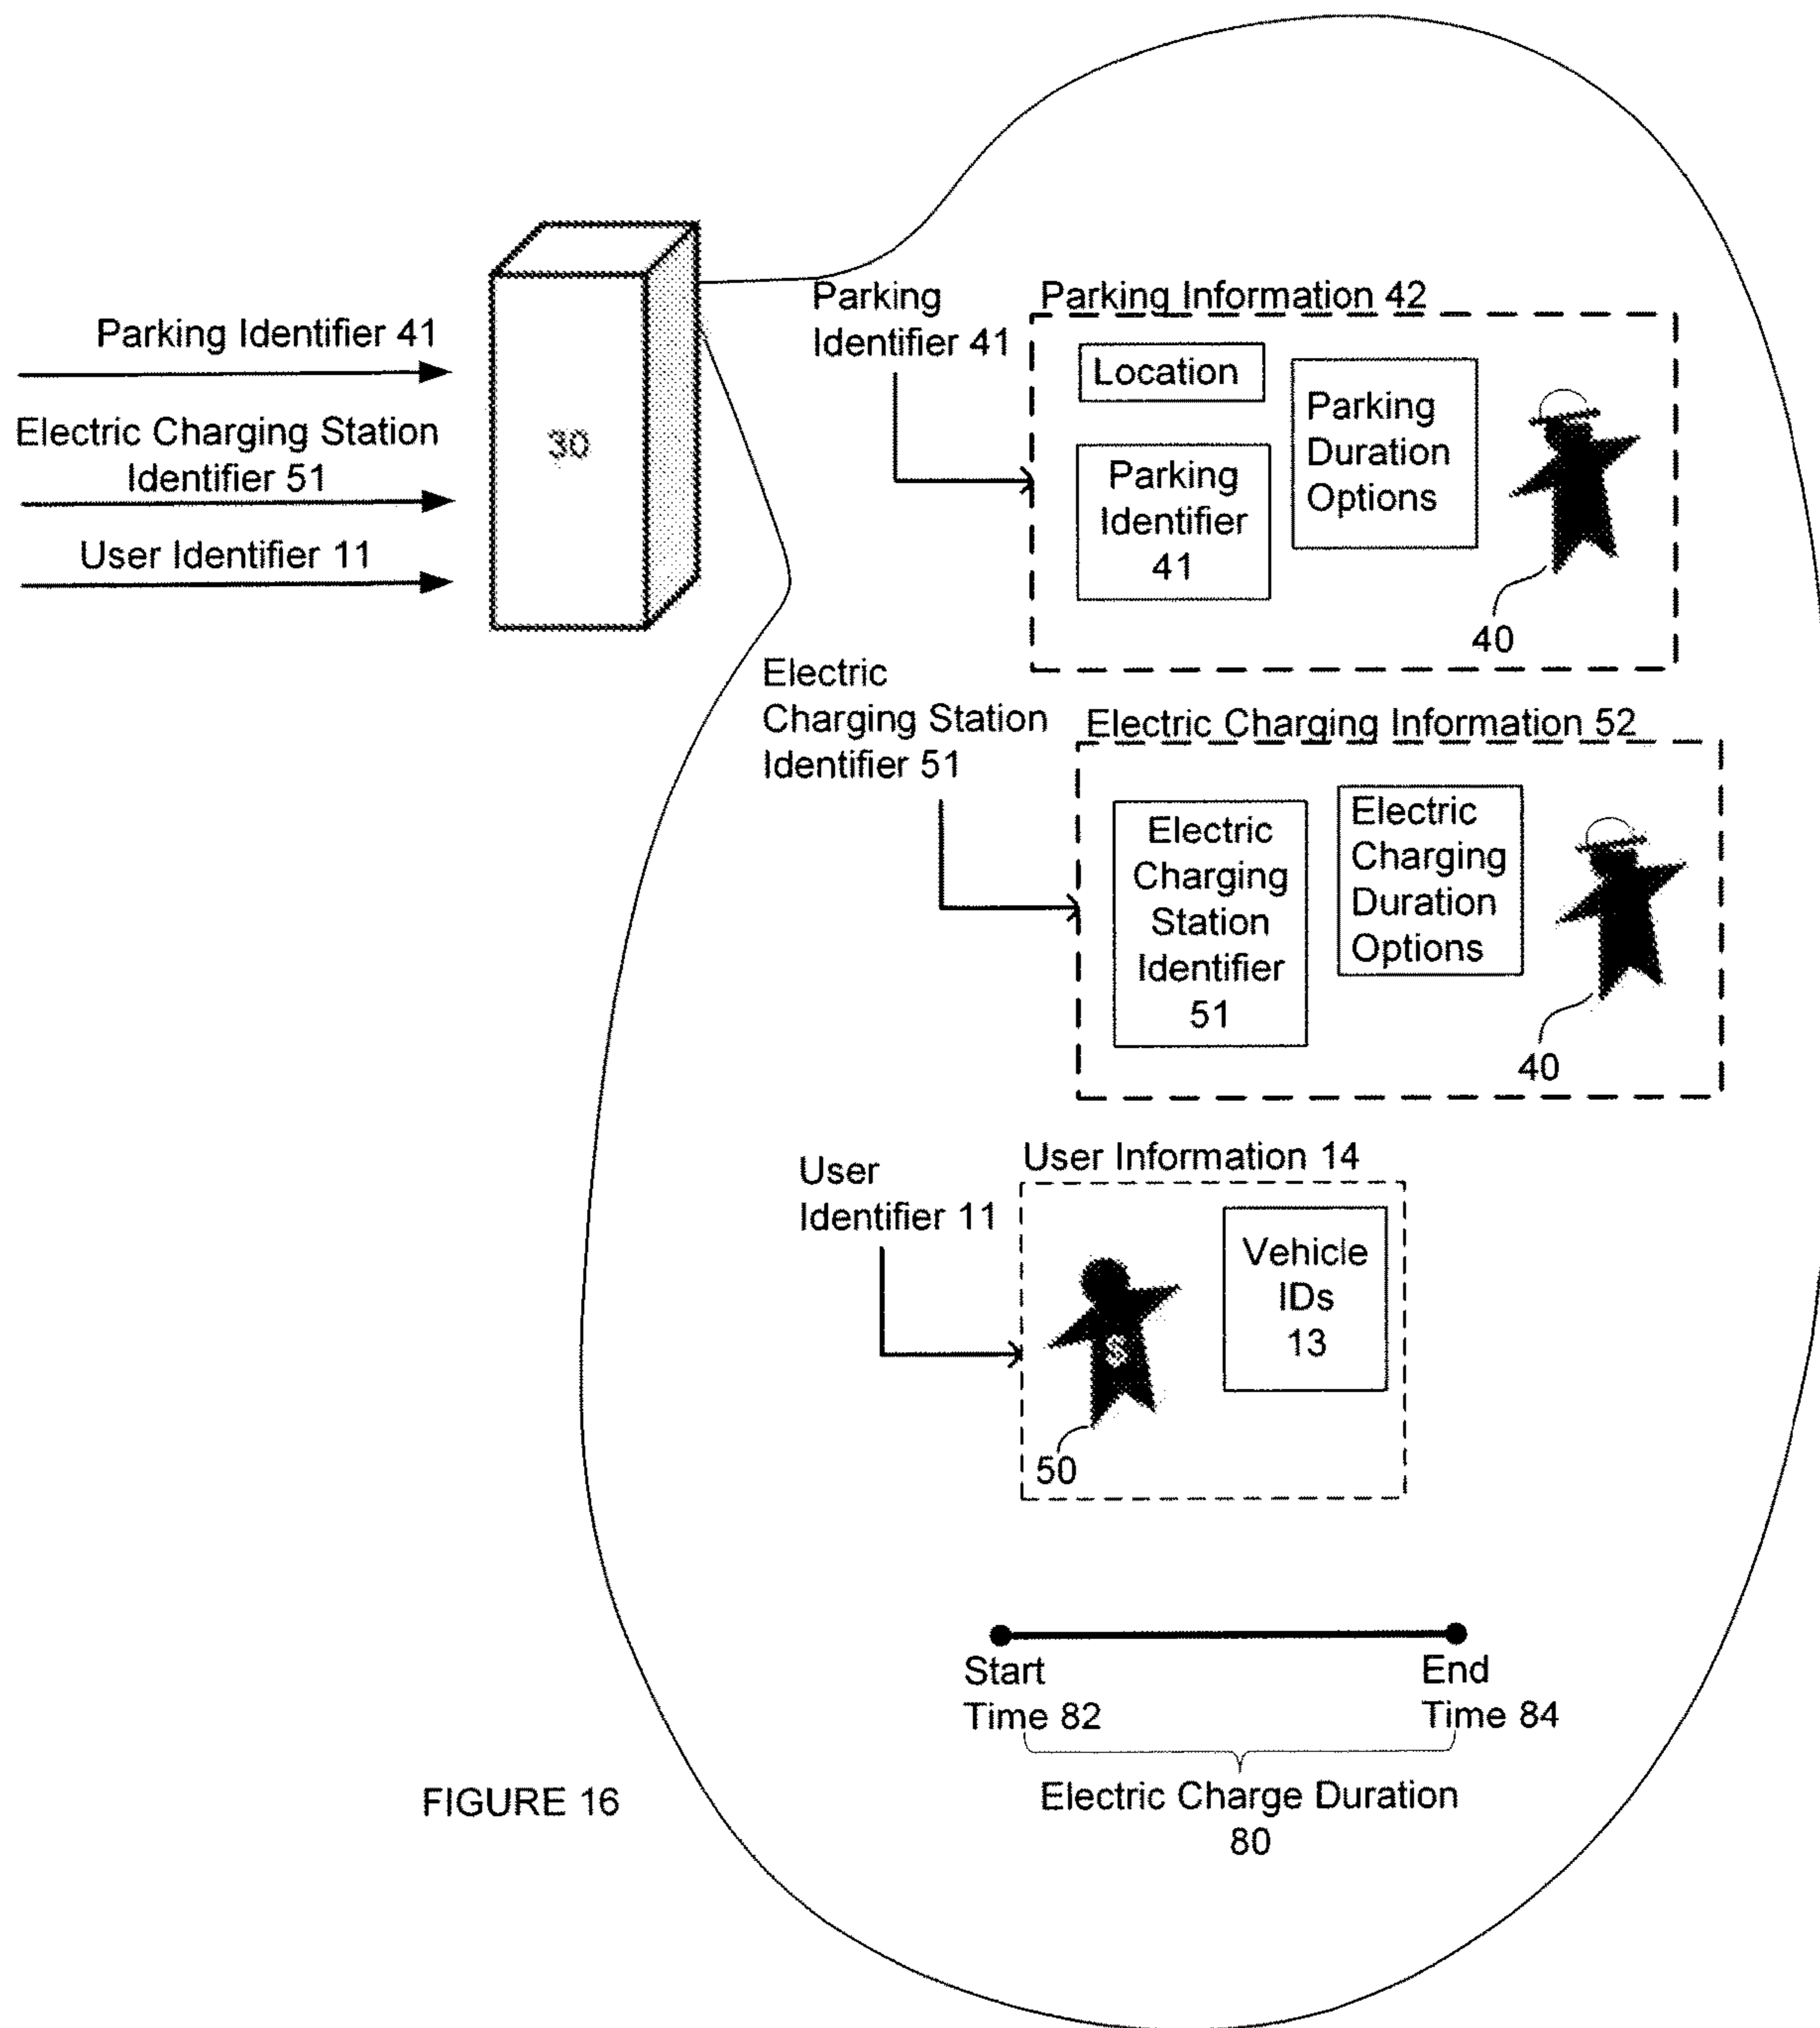 Parking Identifier 41
Electric Charging Station
Identifier 51
User Identifier 11
30
Parking
Identifier 41
Parking Information 42
Location
Parking
Identifier
41
Parking
Duration
Options
40
Electric
Charging Station
Identifier 51
Electric Charging Information 52
Electric
Charging
Station
Identifier
51
Electric
Charging
Duration
Options
40
User
Identifier 11
User Information 14
$
Vehicle
IDs
13
50
Start
Time 82
End
Time 84
Electric Charge Duration
80
FIGURE 16